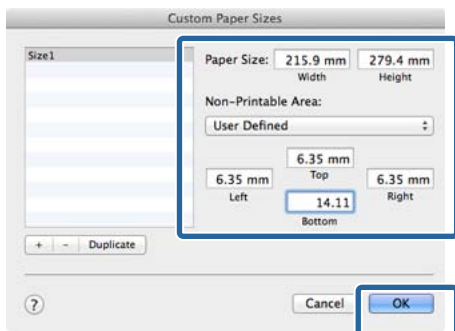 Custom Paper Sizes
Size1
Paper Size: 215.9 mm 279.4 mm
Width Height
Non-Printable Area:
User Defined
6.35 mm
Top
6.35 mm 6.35 mm
Left Right
14.11
Bottom
+ - Duplicate
? Cancel OK